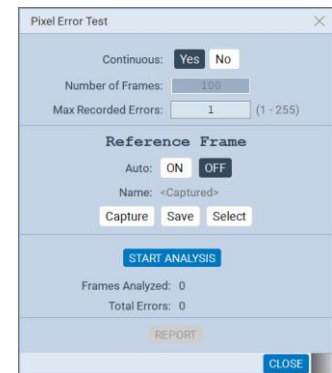 Pixel Error Test
Continuous: Yes No
Number of Frames: 100
Max Recorded Errors: 1 (1 - 255)
Reference Frame
Auto: ON OFF
Name: <Captured>
Capture Save Select
START ANALYSIS
Frames Analyzed: 0
Total Errors: 0
REPORT
CLOSE